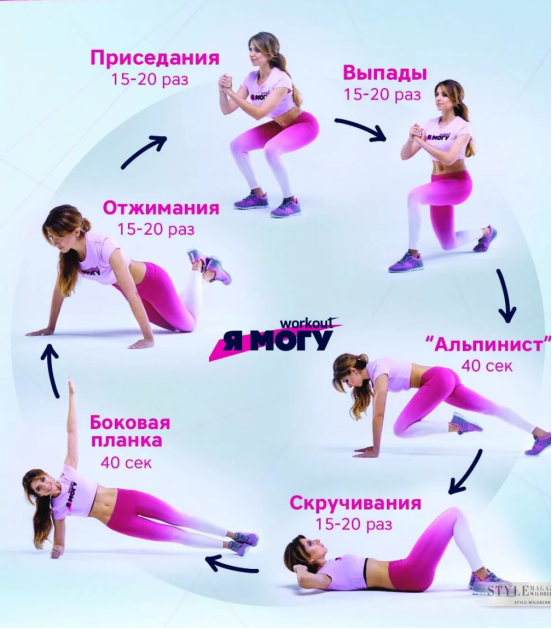 Приседания
15-20 раз
Выпады
15-20 раз
Отжимания
15-20 раз
workout
Я МОГУ
“Альпинист”
40 сек
Боковая
планка
40 сек
Скручивания
15-20 раз
STYLE